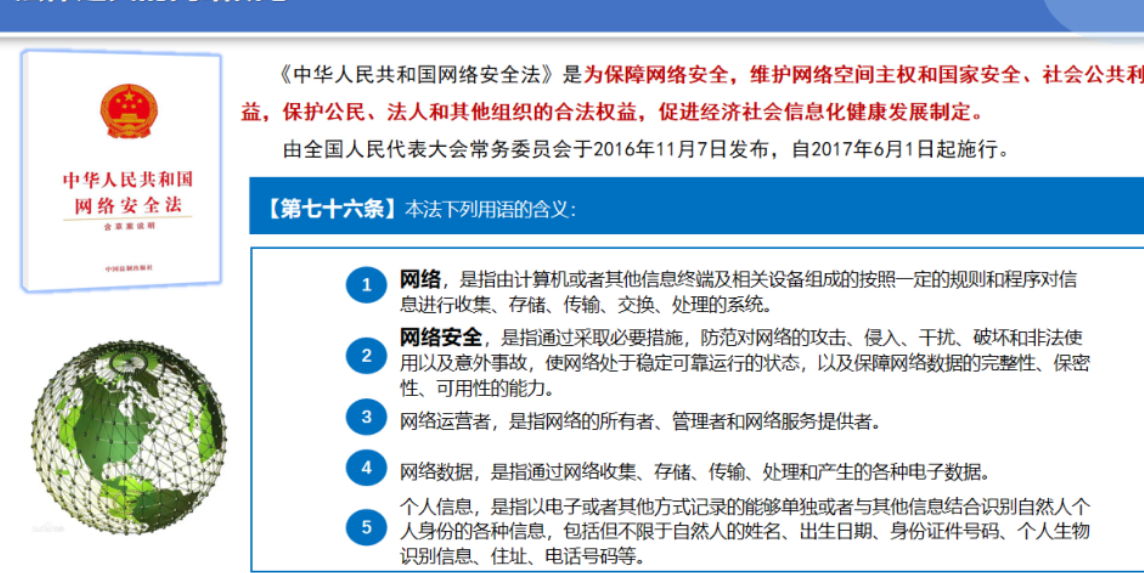 《中华人民共和国网络安全法》是为保障网络安全，维护网络空间主权和国家安全、社会公共利
益，保护公民、法人和其他组织的合法权益，促进经济社会信息化健康发展制定。
由全国人民代表大会常务委员会于2016年11月7日发布，自2017年6月1日起施行。
中华人民共和国
网络安全法
含草案说明
中国法制出版社
【第七十六条】本法下列用语的含义：
1 网络，是指由计算机或者其他信息终端及相关设备组成的按照一定的规则和程序对信
息进行收集、存储、传输、交换、处理的系统。
2 网络安全，是指通过采取必要措施，防范对网络的攻击、侵入、干扰、破坏和非法使
用以及意外事故，使网络处于稳定可靠运行的状态，以及保障网络数据的完整性、保密
性、可用性的能力。
3 网络运营者，是指网络的所有者、管理者和网络服务提供者。
4 网络数据，是指通过网络收集、存储、传输、处理和产生的各种电子数据。
5 个人信息，是指以电子或者其他方式记录的能够单独或者与其他信息结合识别自然人个
人身份的各种信息，包括但不限于自然人的姓名、出生日期、身份证件号码、个人生物
识别信息、住址、电话号码等。